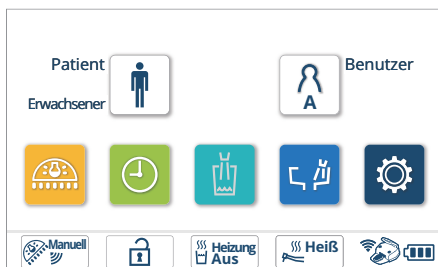 Patient
Benutzer
Erwachsener
A
Manuell
Heizung
Aus
Heiß